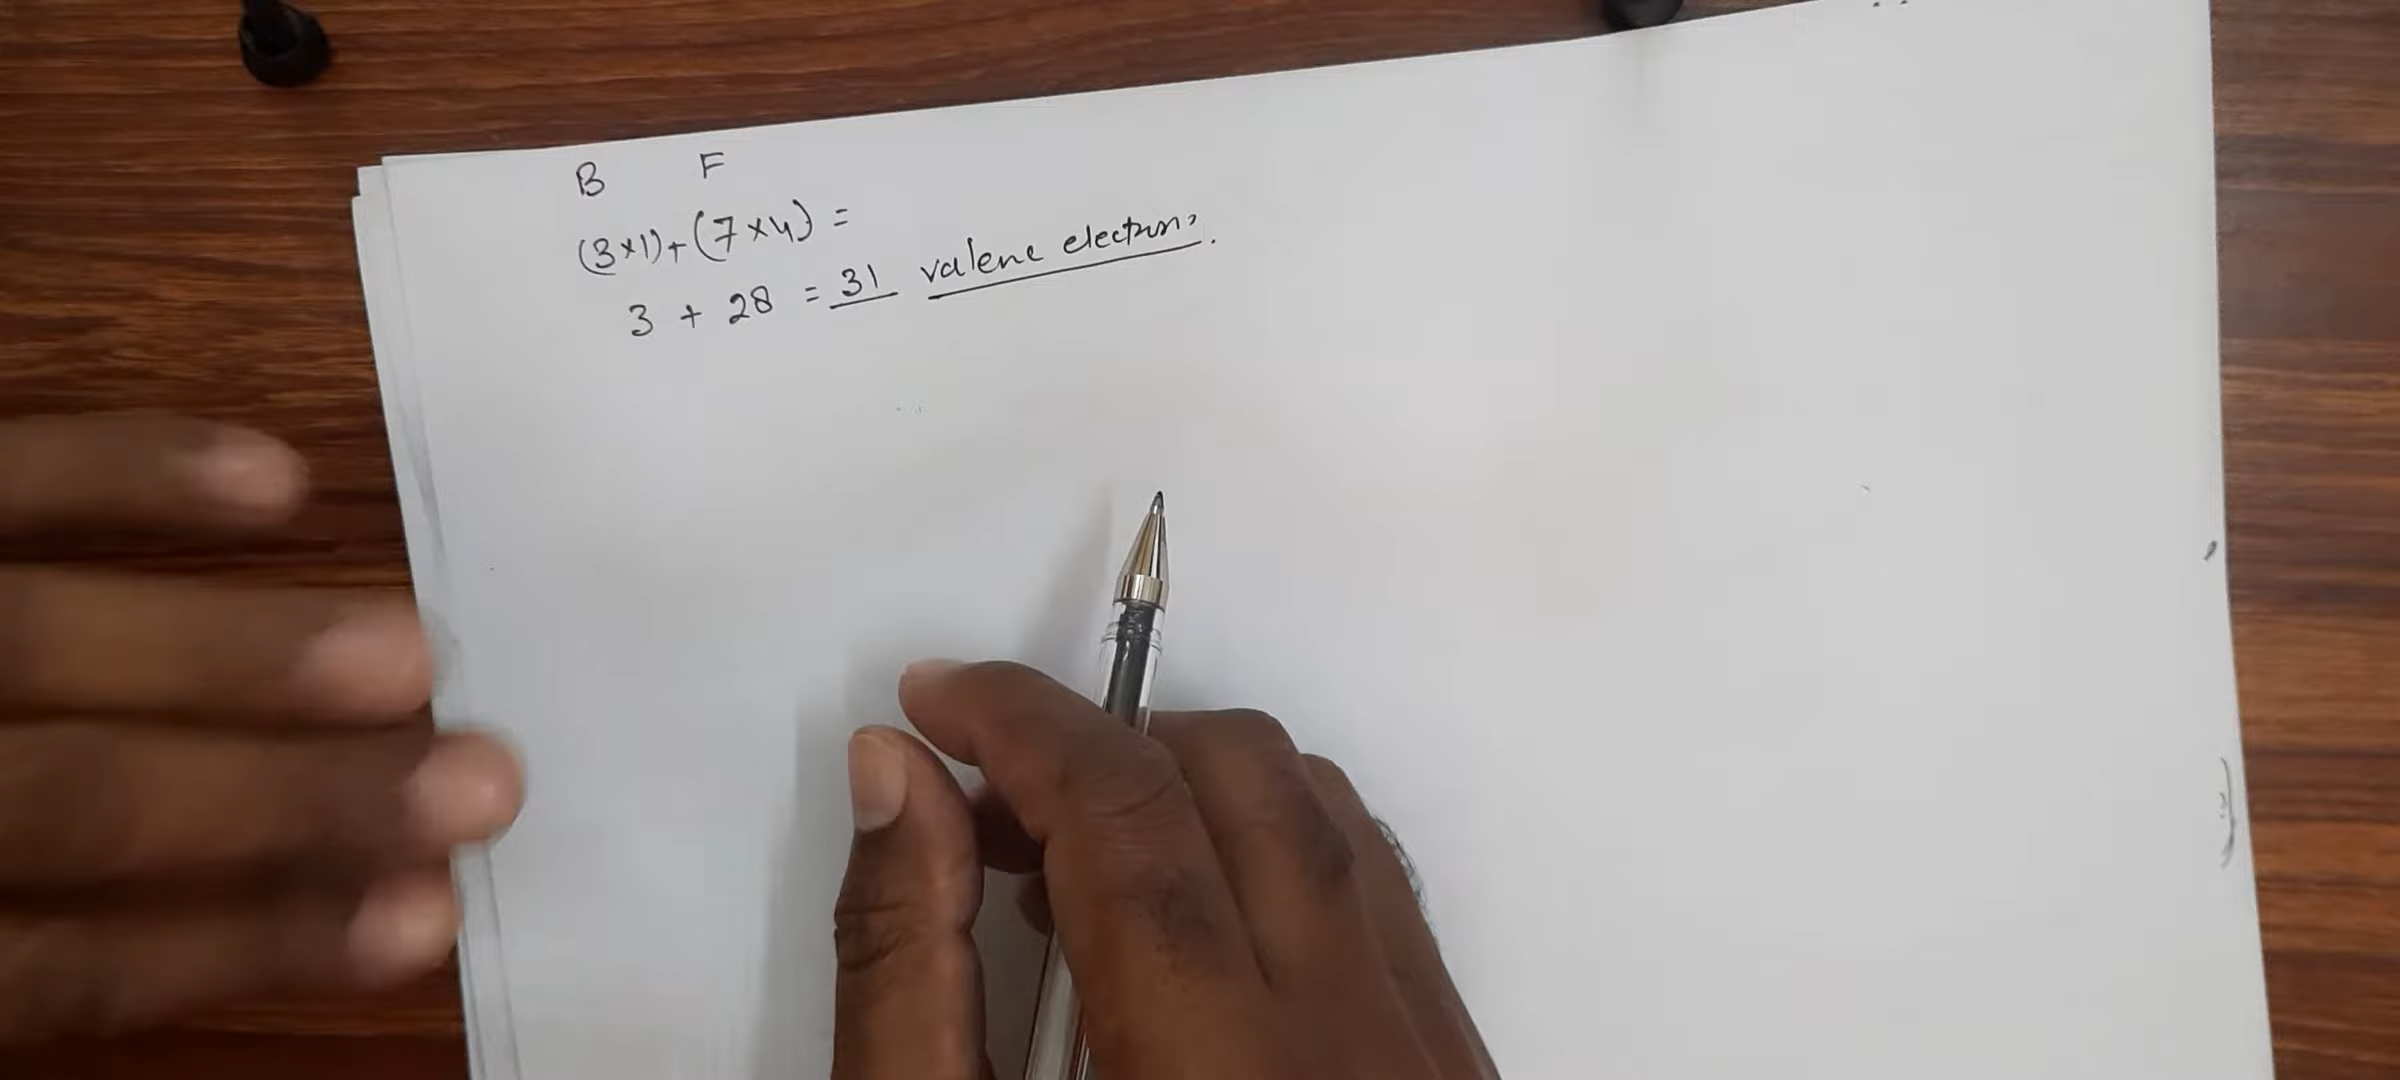 B F
(3×1)+(7×4) =
3 + 28 = 31 valene electrons.